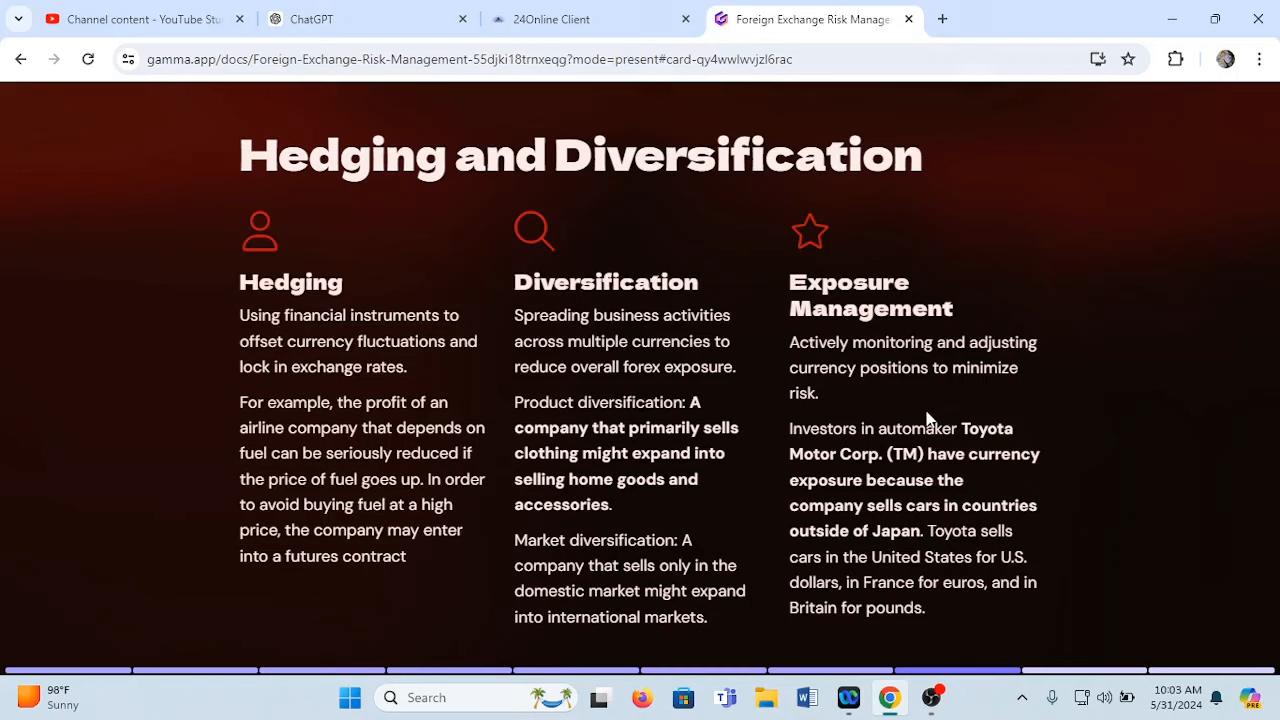 Channel content - YouTube Stu
ChatGPT
24Online Client
Foreign Exchange Risk Manage
gamma.app/docs/Foreign-Exchange-Risk-Management-55djki18trnxeqg?mode=present#card-qy4wwlwvjzl6rac
Hedging and Diversification
Hedging
Using financial instruments to
offset currency fluctuations and
lock in exchange rates.
For example, the profit of an
airline company that depends on
fuel can be seriously reduced if
the price of fuel goes up. In order
to avoid buying fuel at a high
price, the company may enter
into a futures contract
Diversification
Spreading business activities
across multiple currencies to
reduce overall forex exposure.
Product diversification: A
company that primarily sells
clothing might expand into
selling home goods and
accessories.
Market diversification: A
company that sells only in the
domestic market might expand
into international markets.
Exposure
Management
Actively monitoring and adjusting
currency positions to minimize
risk.
Investors in automaker Toyota
Motor Corp. (TM) have currency
exposure because the
company sells cars in countries
outside of Japan. Toyota sells
cars in the United States for U.S.
dollars, in France for euros, and in
Britain for pounds.
98°F
Sunny
Search
10:03 AM
5/31/2024
PRE